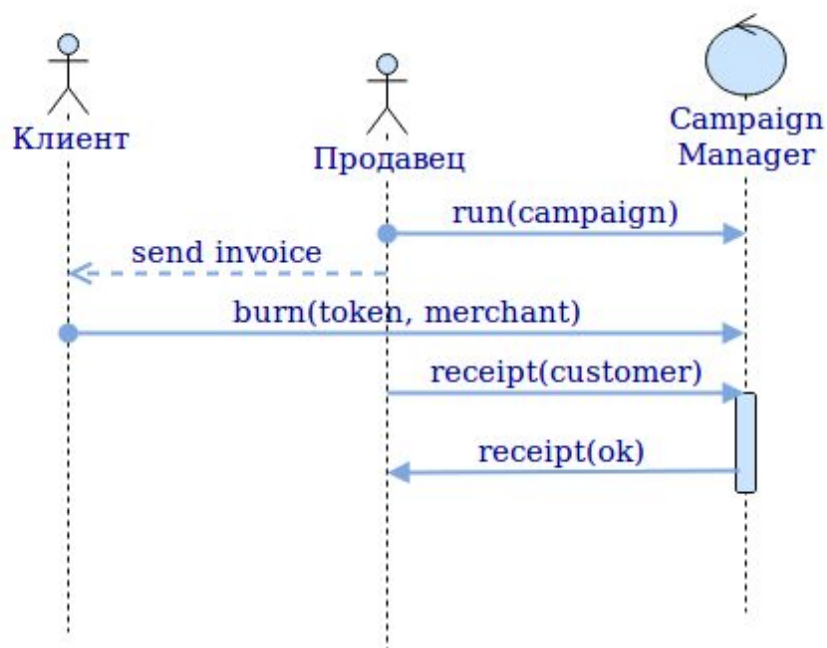 Клиент
Продавец
Campaign
Manager
run(campaign)
send invoice
burn(token, merchant)
receipt(customer)
receipt(ok)